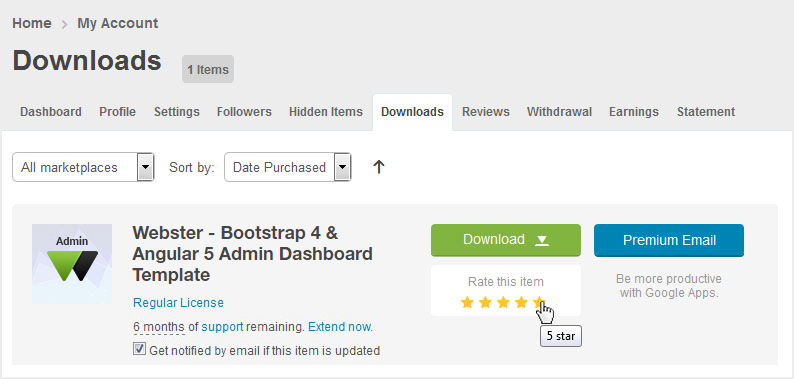 Home > My Account
Downloads 1 Items
Dashboard Profile Settings Followers Hidden Items Downloads Reviews Withdrawal Earnings Statement
All marketplaces Sort by: Date Purchased
Admin
Webster - Bootstrap 4 &
Angular 5 Admin Dashboard
Template
Regular License
6 months of support remaining. Extend now.
Get notified by email if this item is updated
Download
Rate this item
5 star
Premium Email
Be more productive
with Google Apps.